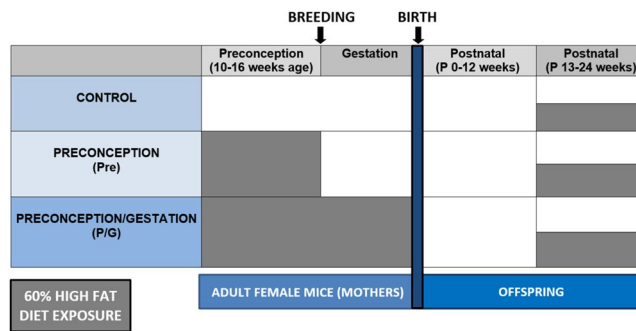 BREEDING BIRTH
Preconception Gestation Postnatal Postnatal
(10-16 weeks age) (P 0-12 weeks) (P 13-24 weeks)
CONTROL
PRECONCEPTION
(Pre)
PRECONCEPTION/GESTATION
(P/G)
60% HIGH FAT
DIET EXPOSURE
ADULT FEMALE MICE (MOTHERS) OFFSPRING